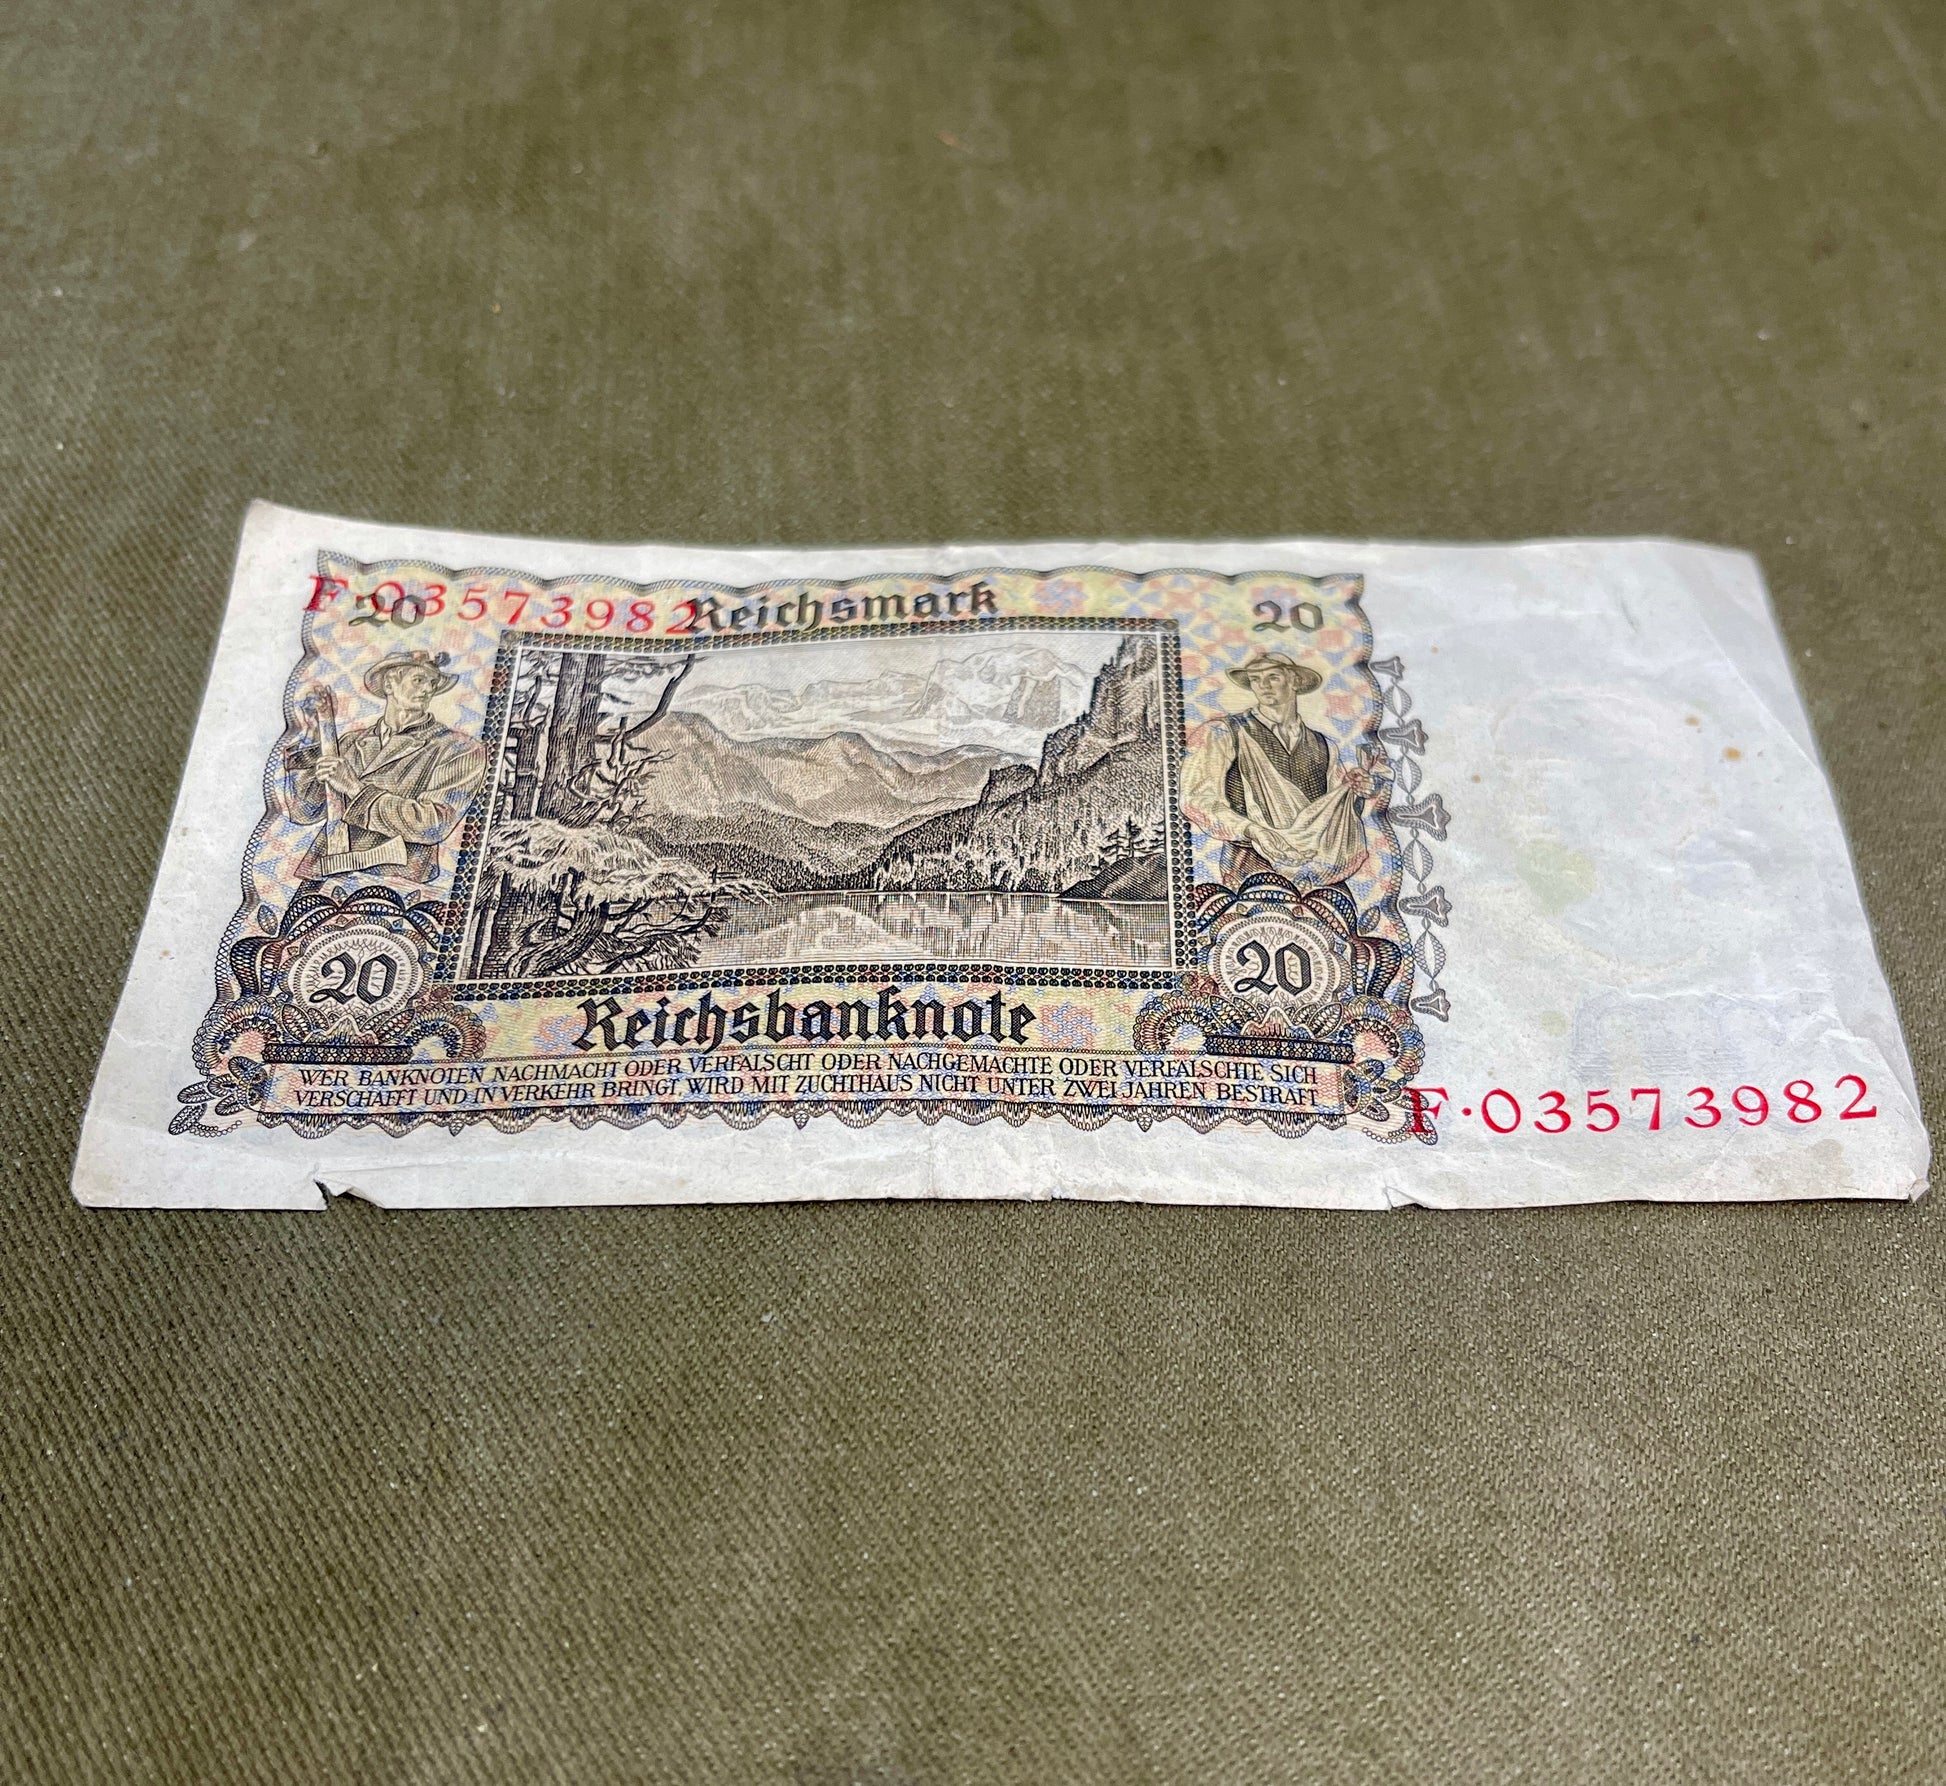 F·03573982
20 Reichsmark 20
20 20
Reichsbanknote
WER BANKNOTEN NACHMACHT ODER VERFÄLSCHT ODER NACHGEMACHTE ODER VERFÄLSCHTE SICH
VERSCHAFFT UND IN VERKEHR BRINGT, WIRD MIT ZUCHTHAUS NICHT UNTER ZWEI JAHREN BESTRAFT
F·03573982